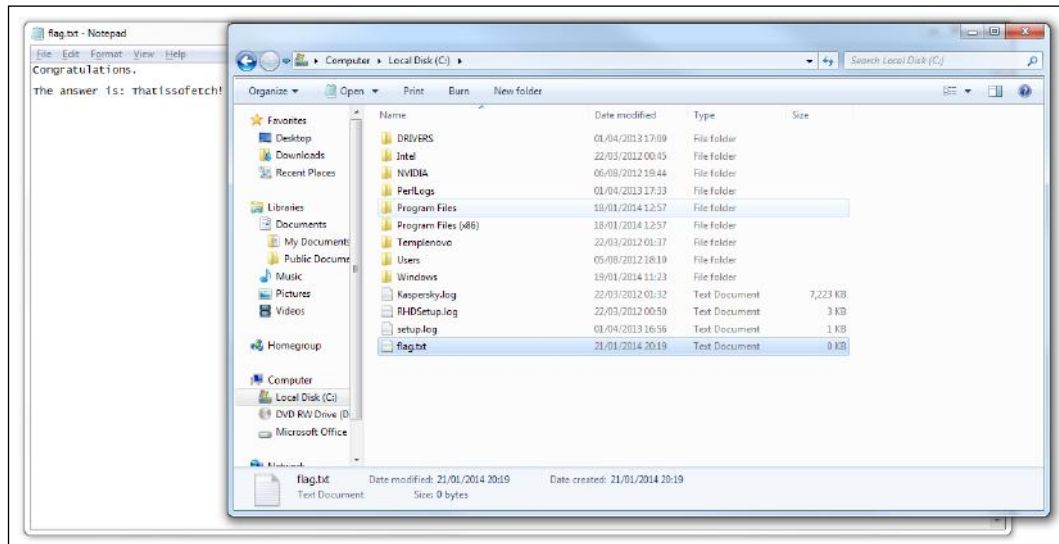 flag.txt - Notepad
File Edit Format View Help
Congratulations.
The answer is: Thatissofetch!
Computer ▸ Local Disk (C:) ▸
Search Local Disk (C:)
Organize Open Print Burn New folder
Favorites
Desktop
Downloads
Recent Places
Libraries
Documents
My Documents
Public Docume
Music
Pictures
Videos
Homegroup
Computer
Local Disk (C:)
DVD RW Drive (D
Microsoft Office
Network
Name Date modified Type Size
DRIVERS 01/04/2013 17:09 File folder
Intel 22/03/2012 00:45 File folder
NVIDIA 06/08/2012 19:44 File folder
PerfLogs 01/04/2013 17:33 File folder
Program Files 18/01/2014 12:57 File folder
Program Files (x86) 18/01/2014 12:57 File folder
Templenovo 22/03/2012 01:37 File folder
Users 05/08/2012 18:10 File folder
Windows 19/01/2014 11:23 File folder
Kaspersky.log 22/03/2012 01:32 Text Document 7,223 KB
RHDSetup.log 22/03/2012 00:50 Text Document 3 KB
setup.log 01/04/2013 16:56 Text Document 1 KB
flag.txt 21/01/2014 20:19 Text Document 0 KB
flag.txt Date modified: 21/01/2014 20:19 Date created: 21/01/2014 20:19
Text Document Size: 0 bytes